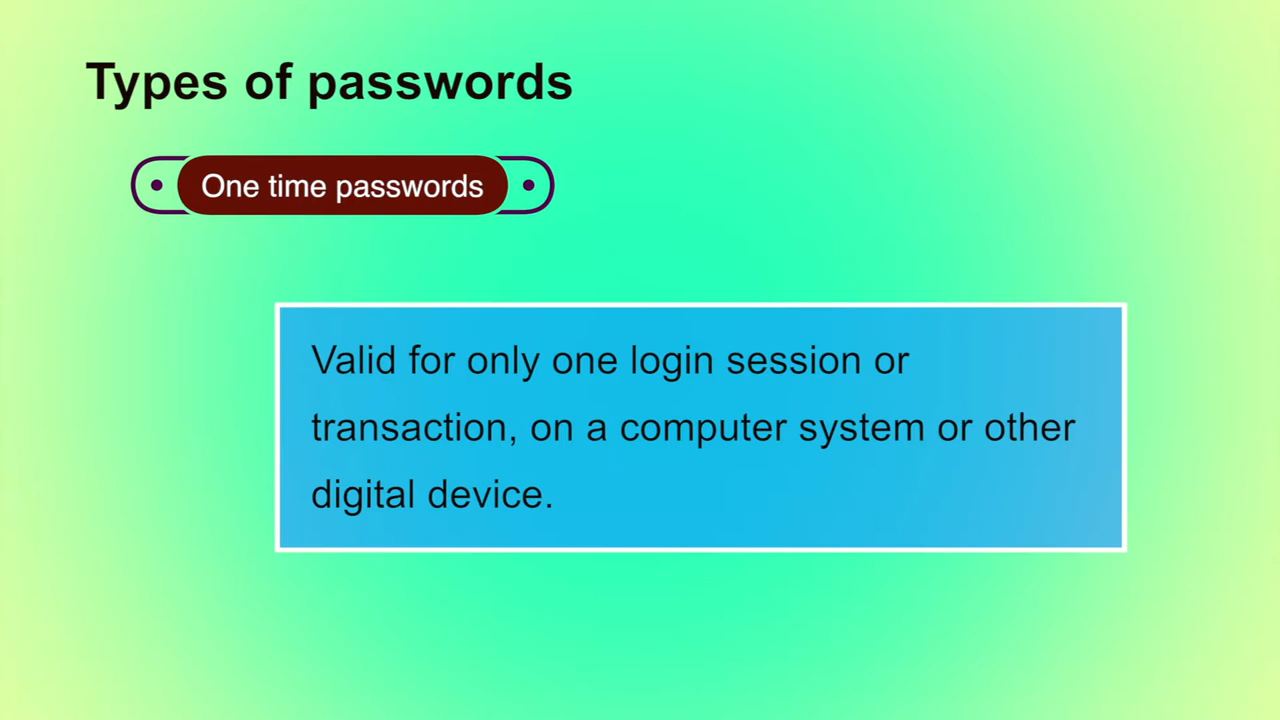 Types of passwords
One time passwords
Valid for only one login session or
transaction, on a computer system or other
digital device.